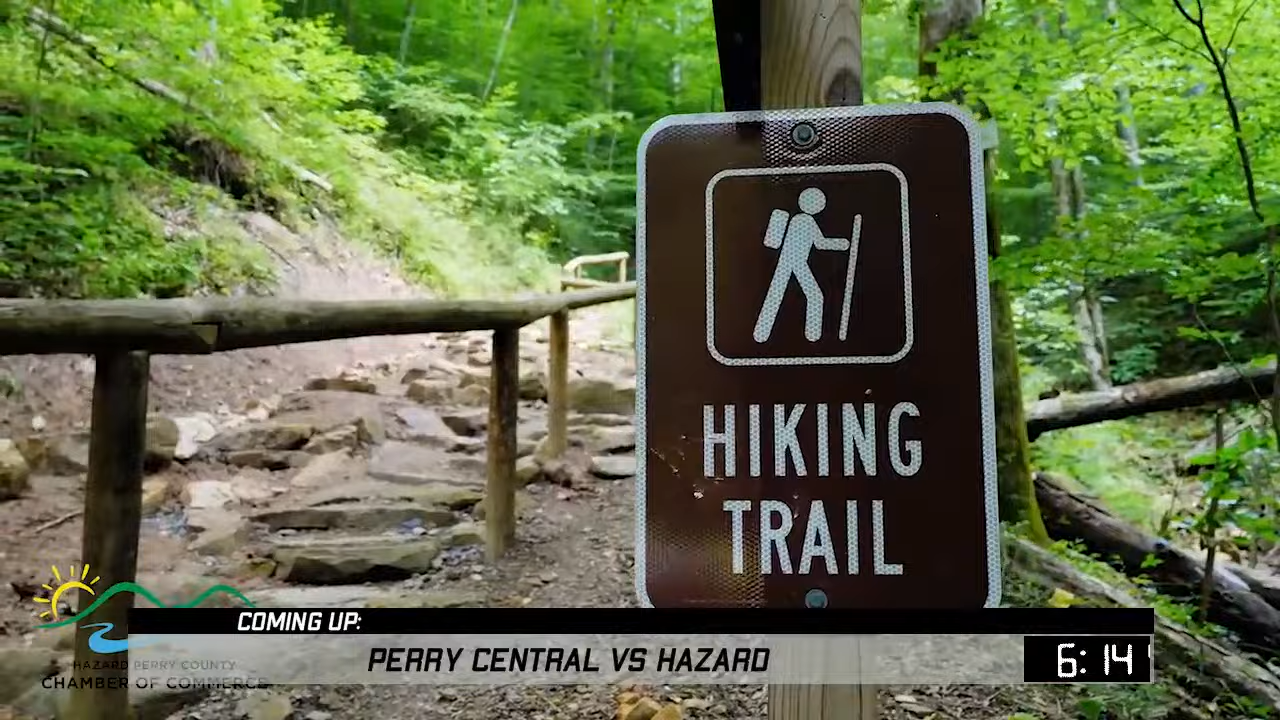 HIKING
TRAIL
COMING UP:
PERRY CENTRAL VS HAZARD
6:14
HAZARD PERRY COUNTY
CHAMBER OF COMMERCE